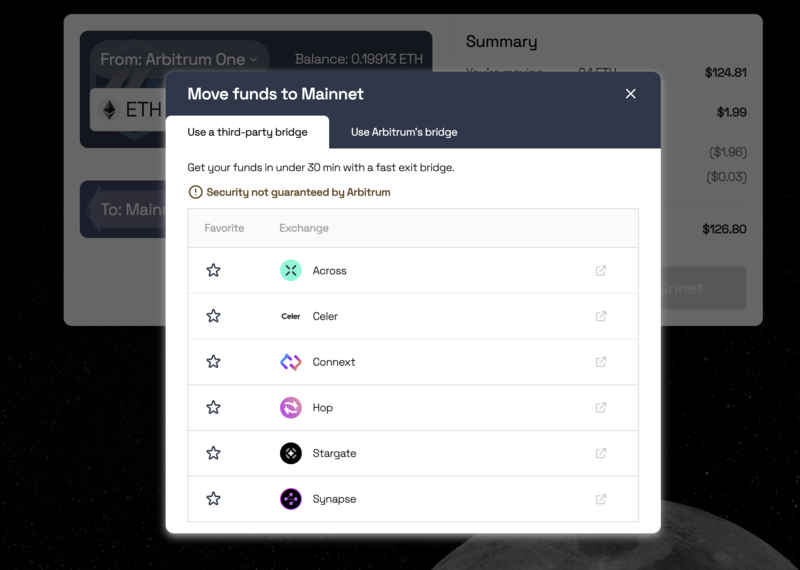 From: Arbitrum One
Balance: 0.19913 ETH
ETH
To: Mainn
Summary
You're moving
0.1 ETH
$124.81
$1.99
($1.96)
($0.03)
$126.80
innet
Move funds to Mainnet
Use a third-party bridge
Use Arbitrum's bridge
Get your funds in under 30 min with a fast exit bridge.
Security not guaranteed by Arbitrum
Favorite Exchange
Across
Celer Celer
Connext
Hop
Stargate
Synapse